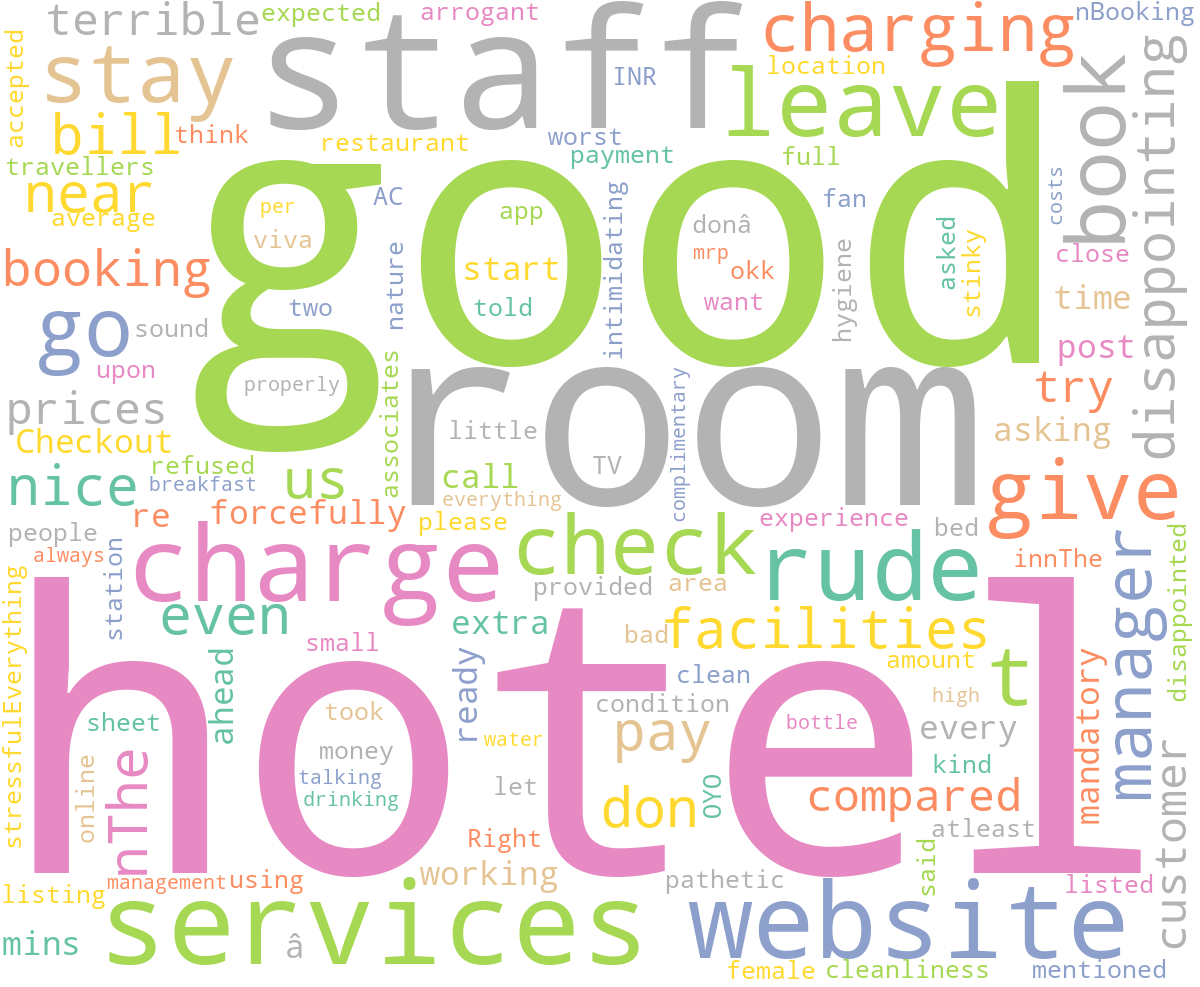 terrible
expected
arrogant
staff
charging
nBooking
accepted
stay
INR
location
leave
book
disappointing
bill
think
restaurant
worst
payment
full
travellers
near
average
per
viva
AC
app
intimidating
donâ
mrp
okk
want
fan
hygiene
asked
stinky
costs
close
good
booking
go
sound
two
nature
start
told
time
post
upon
prices
Checkout
properly
associates
room
little
TV
complimentary
try
asking
nice
refused
breakfast
us
call
everything
give
forcefully
re
please
people
always
station
charge
check
experience
bed
rude
innThe
manager
disappointed
provided
area
even
extra
small
bad
facilities
stressfulEverything
ahead
ready
clean
amount
t
condition
high
sheet
took
money
talking
drinking
water
pay
bottle
every
kind
mandatory
hotel
online
nThe
let
don
OYO
compared
atleast
customer
Right
said
listing
management
using
working
pathetic
listed
services
website
mins
â
female
cleanliness
mentioned